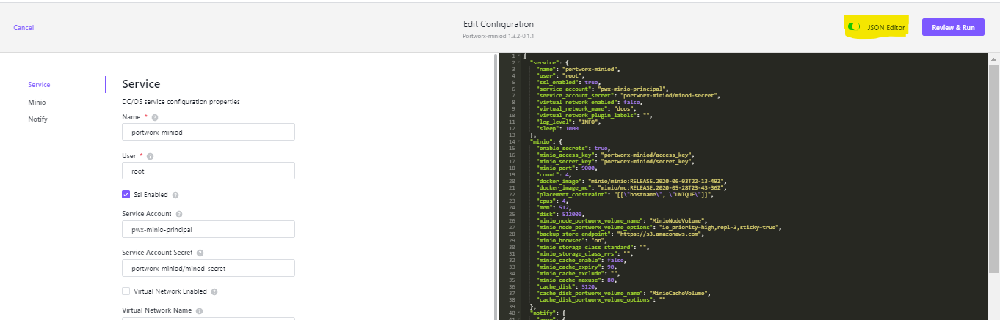 Cancel
Edit Configuration
Portworx-miniod 1.3.2-0.1.1
JSON Editor
Review & Run
Service
Minio
Notify
Service
DC/OS service configuration properties
Name *
portworx-miniod
User *
root
Ssl Enabled
Service Account
pwx-minio-principal
Service Account Secret
portworx-miniod/minod-secret
Virtual Network Enabled
Virtual Network Name
1 {
2 "service": {
3 "name": "portworx-miniod",
4 "user": "root",
5 "ssl_enabled": true,
6 "service_account": "pwx-minio-principal",
7 "service_account_secret": "portworx-miniod/minod-secret",
8 "virtual_network_enabled": false,
9 "virtual_network_name": "dcos",
10 "virtual_network_plugin_labels": "",
11 "log_level": "INFO",
12 "sleep": 1000
13 },
14 "minio": {
15 "enable_secrets": true,
16 "minio_access_key": "portworx-miniod/access_key",
17 "minio_secret_key": "portworx-miniod/secret_key",
18 "minio_port": 9000,
19 "count": 4,
20 "docker_image": "minio/minio:RELEASE.2020-06-03T22-13-49Z",
21 "docker_image_mc": "minio/mc:RELEASE.2020-05-28T23-43-36Z",
22 "placement_constraint": "[[\"hostname\", \"UNIQUE\"]]",
23 "cpus": 4,
24 "mem": 512,
25 "disk": 512000,
26 "minio_node_portworx_volume_name": "MinioNodeVolume",
27 "minio_node_portworx_volume_options": "io_priority=high,repl=3,sticky=true",
28 "backup_store_endpoint": "https://s3.amazonaws.com",
29 "minio_browser": "on",
30 "minio_storage_class_standard": "",
31 "minio_storage_class_rrs": "",
32 "minio_cache_enable": false,
33 "minio_cache_expiry": 90,
34 "minio_cache_exclude": "",
35 "minio_cache_maxuse": 80,
36 "cache_disk": 5120,
37 "cache_disk_portworx_volume_name": "MinioCacheVolume",
38 "cache_disk_portworx_volume_options": ""
39 },
40 "notify": {